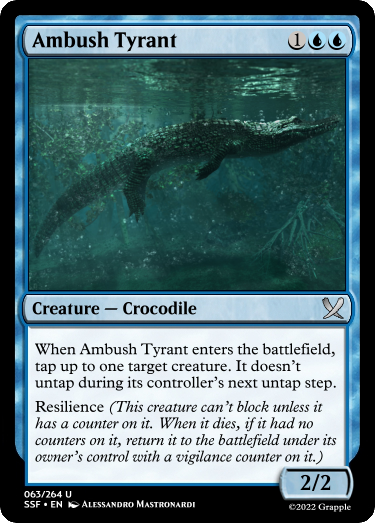 Ambush Tyrant 1
Creature — Crocodile
When Ambush Tyrant enters the battlefield,
tap up to one target creature. It doesn't
untap during its controller's next untap step.
Resilience (This creature can't block unless it
has a counter on it. When it dies, if it had no
counters on it, return it to the battlefield under its
owner's control with a vigilance counter on it.)
2/2
063/264 U
SSF • EN Alessandro Mastronardi
©2022 Grapple